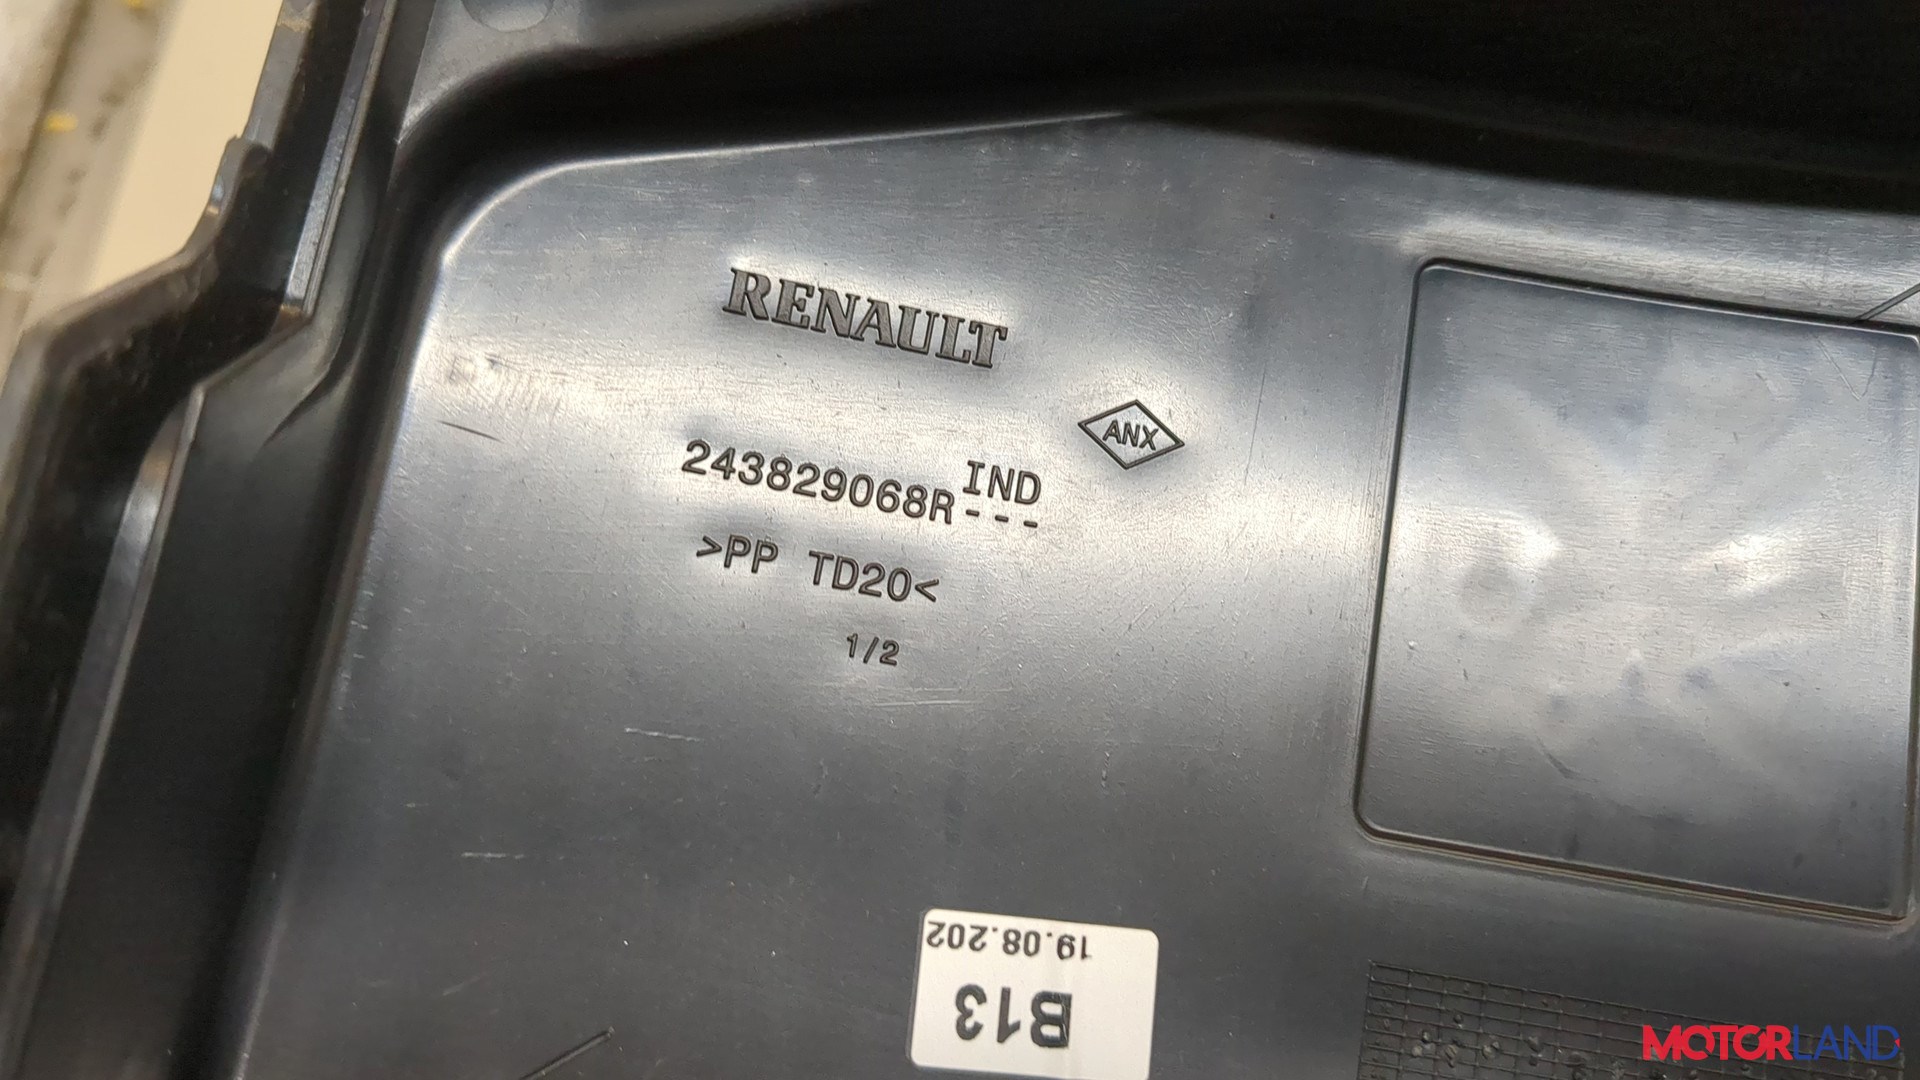 RENAULT
ANX
243829068R IND
---
>PP TD20<
1/2
19.08.202
B13
MOTORLAND